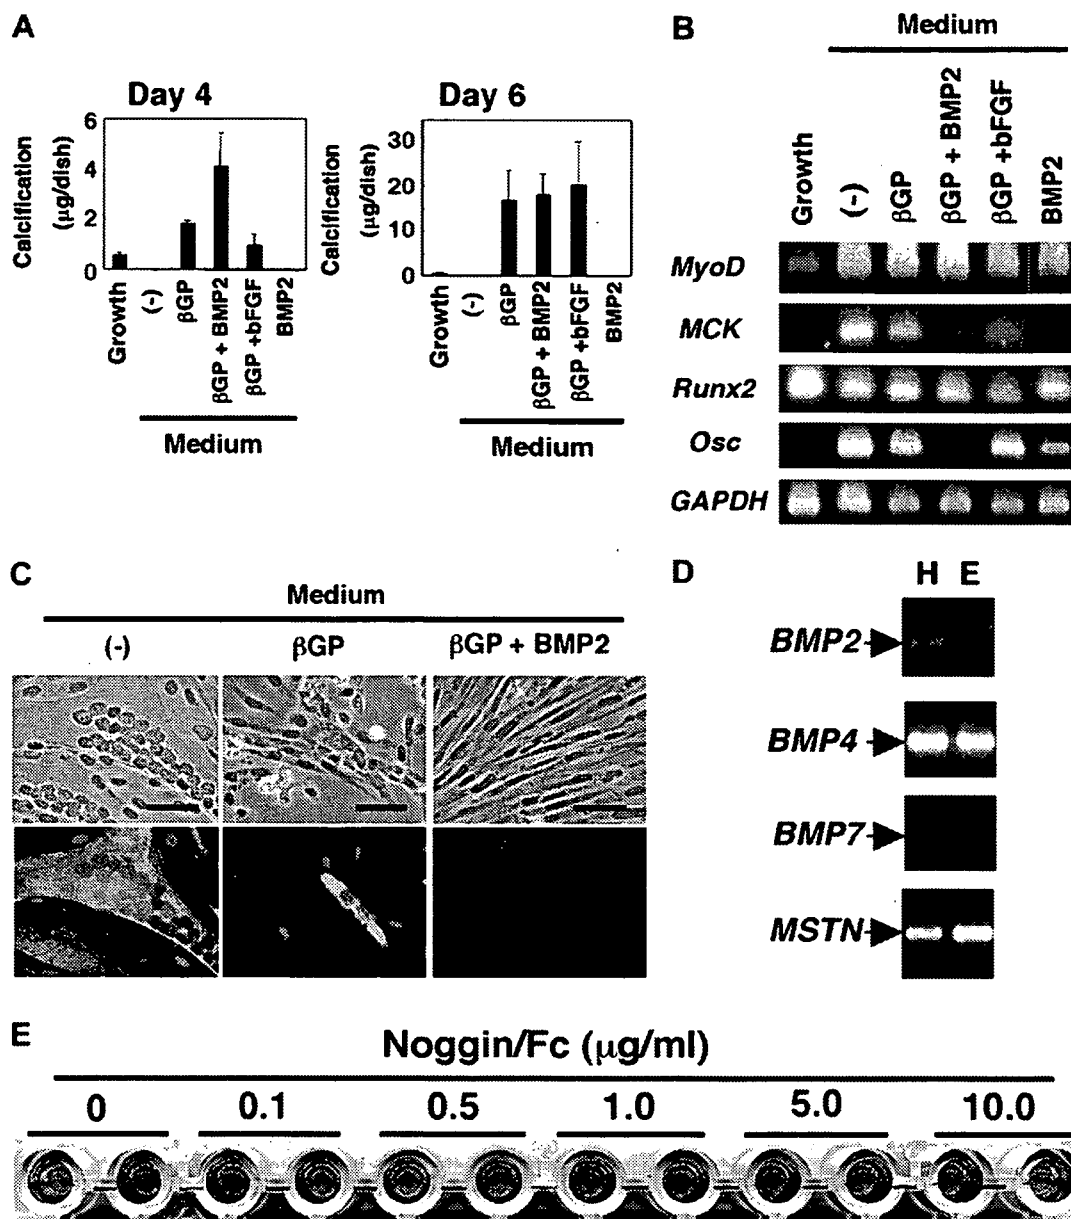 A
Day 4
Calcification
(μg/dish)
6
4
2
0
Growth
(-)
βGP
βGP + BMP2
βGP +bFGF
BMP2
Medium
Day 6
Calcification
(μg/dish)
30
20
10
0
Growth
(-)
βGP
βGP + BMP2
βGP +bFGF
BMP2
Medium
B
Medium
Growth
(-)
βGP
βGP + BMP2
βGP +bFGF
BMP2
MyoD
MCK
Runx2
Osc
GAPDH
C
Medium
(-) βGP βGP + BMP2
D
H E
BMP2
BMP4
BMP7
MSTN
E
Noggin/Fc (μg/ml)
0 0.1 0.5 1.0 5.0 10.0